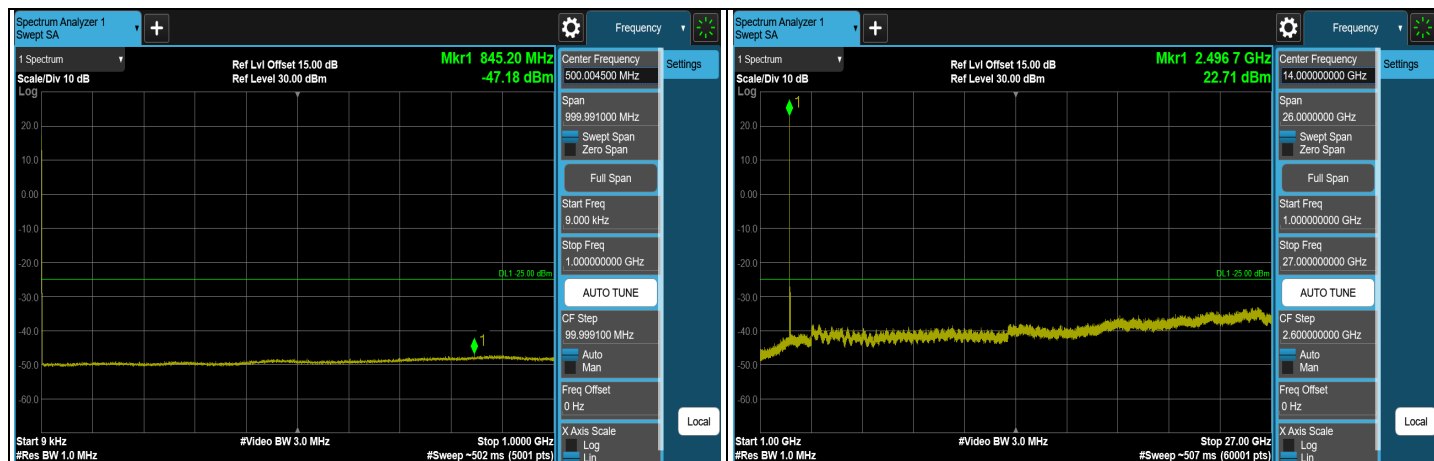 Spectrum Analyzer 1
Swept SA
+
Frequency
1 Spectrum
Scale/Div 10 dB
Log
Ref Lvl Offset 15.00 dB
Ref Level 30.00 dBm
Mkr1 845.20 MHz
-47.18 dBm
20.0
10.0
0.00
-10.0
-20.0
-30.0
-40.0
-50.0
-60.0
DL1 -25.00 dBm
1
Start 9 kHz
#Res BW 1.0 MHz
#Video BW 3.0 MHz
Stop 1.0000 GHz
#Sweep ~502 ms (5001 pts)
Center Frequency
500.004500 MHz
Span
999.991000 MHz
Swept Span
Zero Span
Full Span
Start Freq
9.000 kHz
Stop Freq
1.000000000 GHz
AUTO TUNE
CF Step
99.999100 MHz
Auto
Man
Freq Offset
0 Hz
X Axis Scale
Log
Lin
Settings
Local
Spectrum Analyzer 1
Swept SA
+
Frequency
1 Spectrum
Scale/Div 10 dB
Log
Ref Lvl Offset 15.00 dB
Ref Level 30.00 dBm
Mkr1 2.496 7 GHz
22.71 dBm
1
20.0
10.0
0.00
-10.0
-20.0
-30.0
-40.0
-50.0
-60.0
DL1 -25.00 dBm
Start 1.00 GHz
#Res BW 1.0 MHz
#Video BW 3.0 MHz
Stop 27.00 GHz
#Sweep ~507 ms (60001 pts)
Center Frequency
14.00000000 GHz
Span
26.0000000 GHz
Swept Span
Zero Span
Full Span
Start Freq
1.000000000 GHz
Stop Freq
27.000000000 GHz
AUTO TUNE
CF Step
2.600000000 GHz
Auto
Man
Freq Offset
0 Hz
X Axis Scale
Log
Lin
Settings
Local